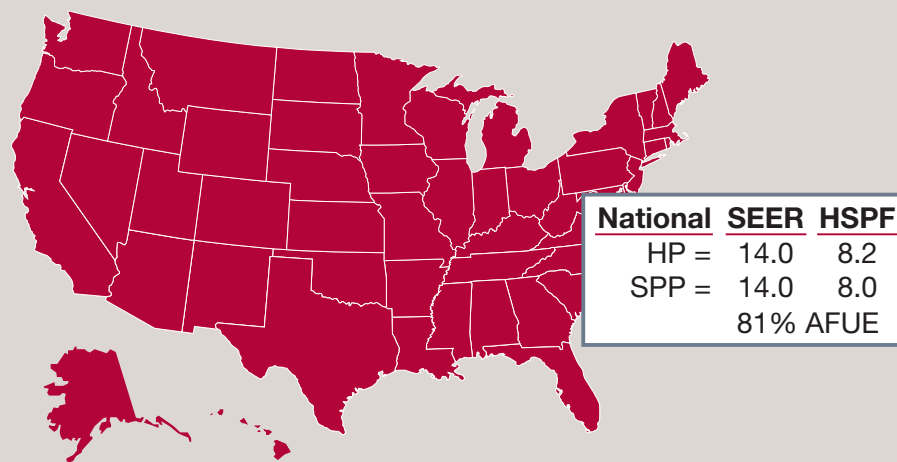 National SEER HSPF
HP = 14.0 8.2
SPP = 14.0 8.0
81% AFUE